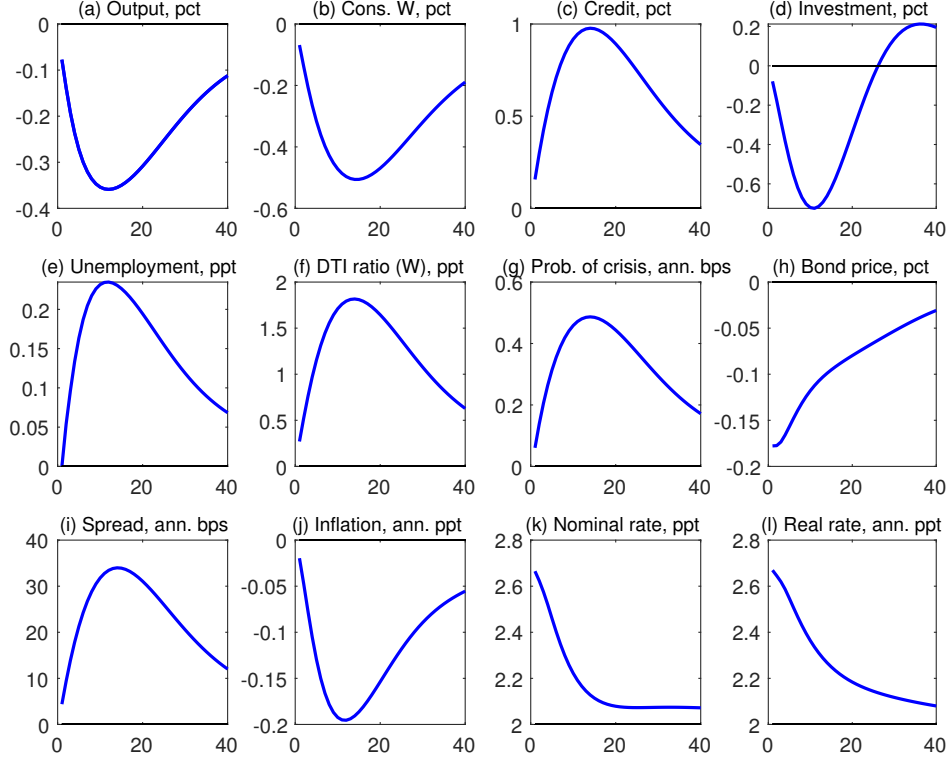 (a) Output, pct
(b) Cons. W, pct
(c) Credit, pct
(d) Investment, pct
0
-0.1
-0.2
-0.3
-0.4
0 20 40
0
-0.2
-0.4
-0.6
0 20 40
1
0.5
0
0 20 40
0.2
0
-0.2
-0.4
-0.6
0 20 40
(e) Unemployment, ppt
(f) DTI ratio (W), ppt
(g) Prob. of crisis, ann. bps
(h) Bond price, pct
0.2
0.15
0.1
0.05
0
0 20 40
2
1.5
1
0.5
0
0 20 40
0.6
0.4
0.2
0
0 20 40
0
-0.05
-0.1
-0.15
-0.2
0 20 40
(i) Spread, ann. bps
(j) Inflation, ann. ppt
(k) Nominal rate, ppt
(l) Real rate, ann. ppt
40
30
20
10
0
0 20 40
0
-0.05
-0.1
-0.15
-0.2
0 20 40
2.8
2.6
2.4
2.2
2
0 20 40
2.8
2.6
2.4
2.2
2
0 20 40